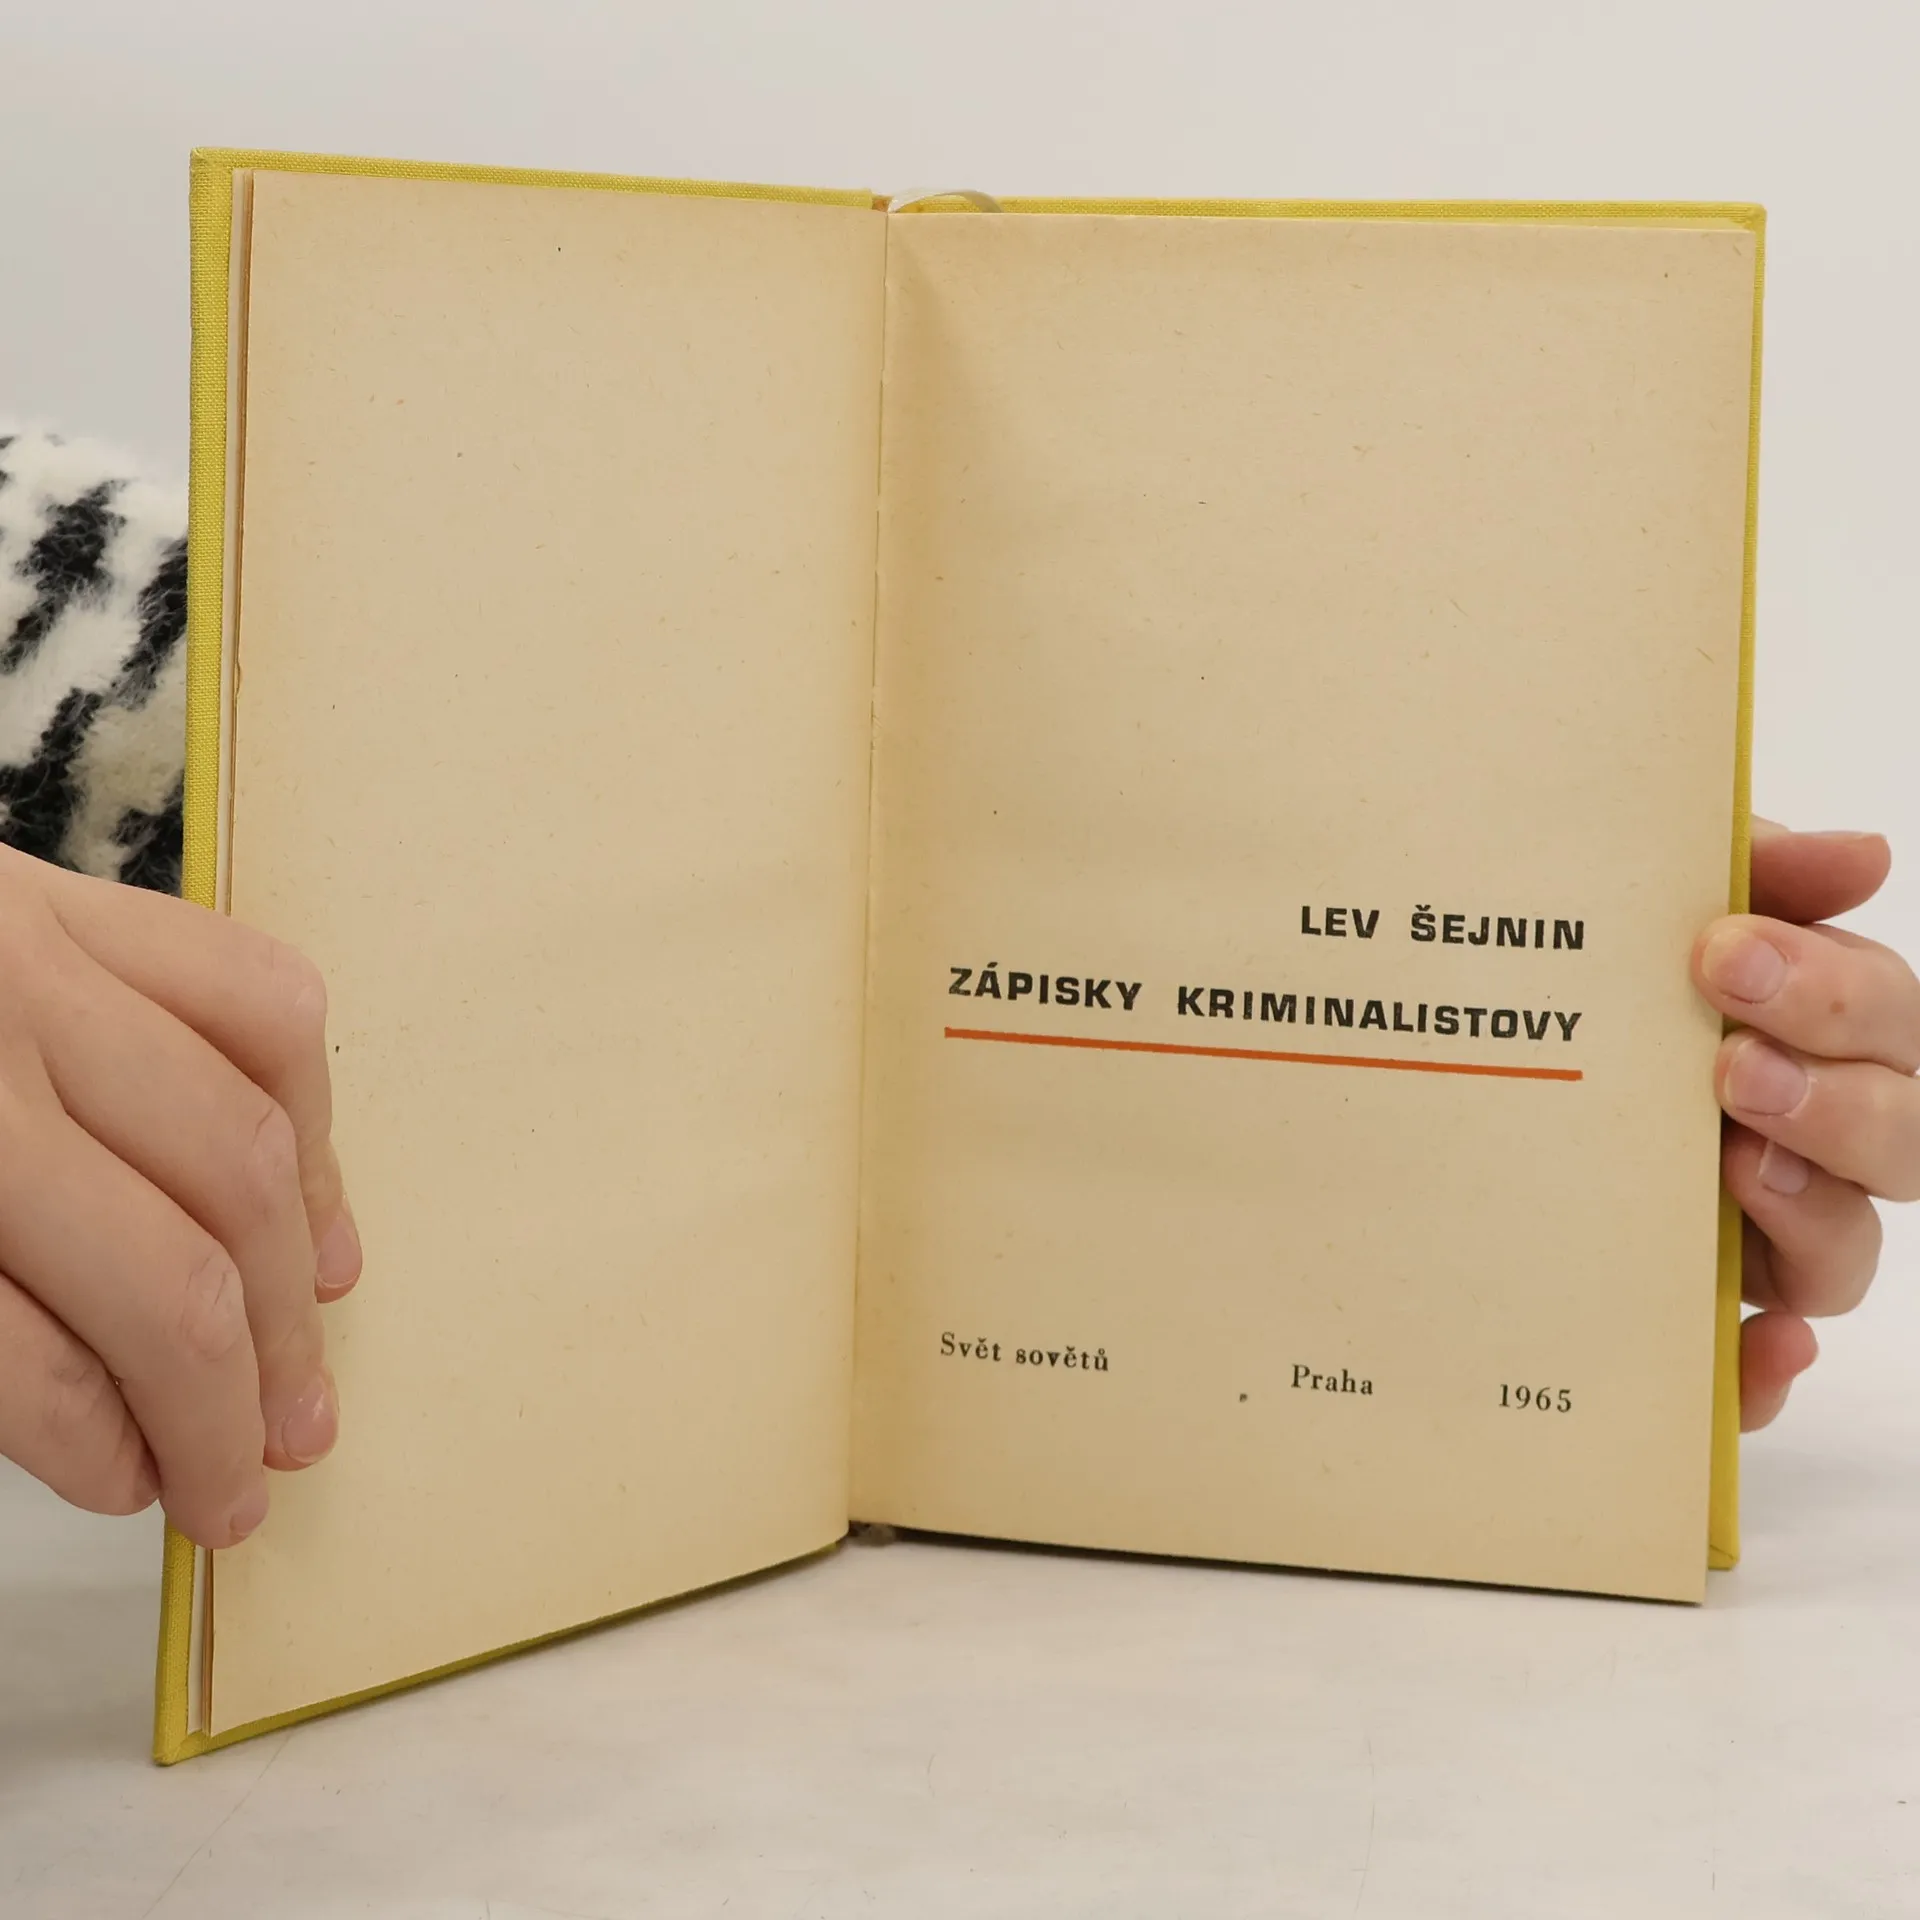 LEV ŠEJNIN
ZÁPISKY KRIMINALISTOVY
Svět sovětů Praha 1965